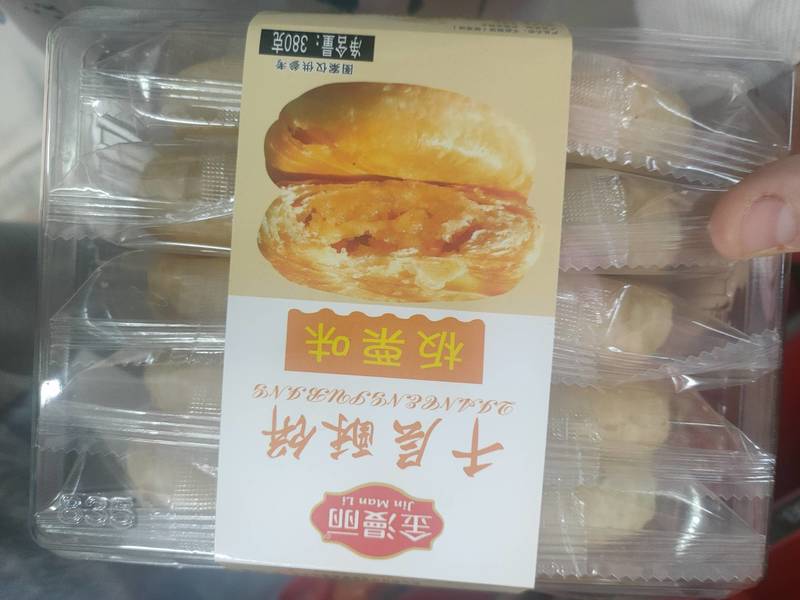 金漫丽
Jin Man Li
千层酥饼
QIANCENGSUBING
板栗味
图案仅供参考
净含量：380克
535